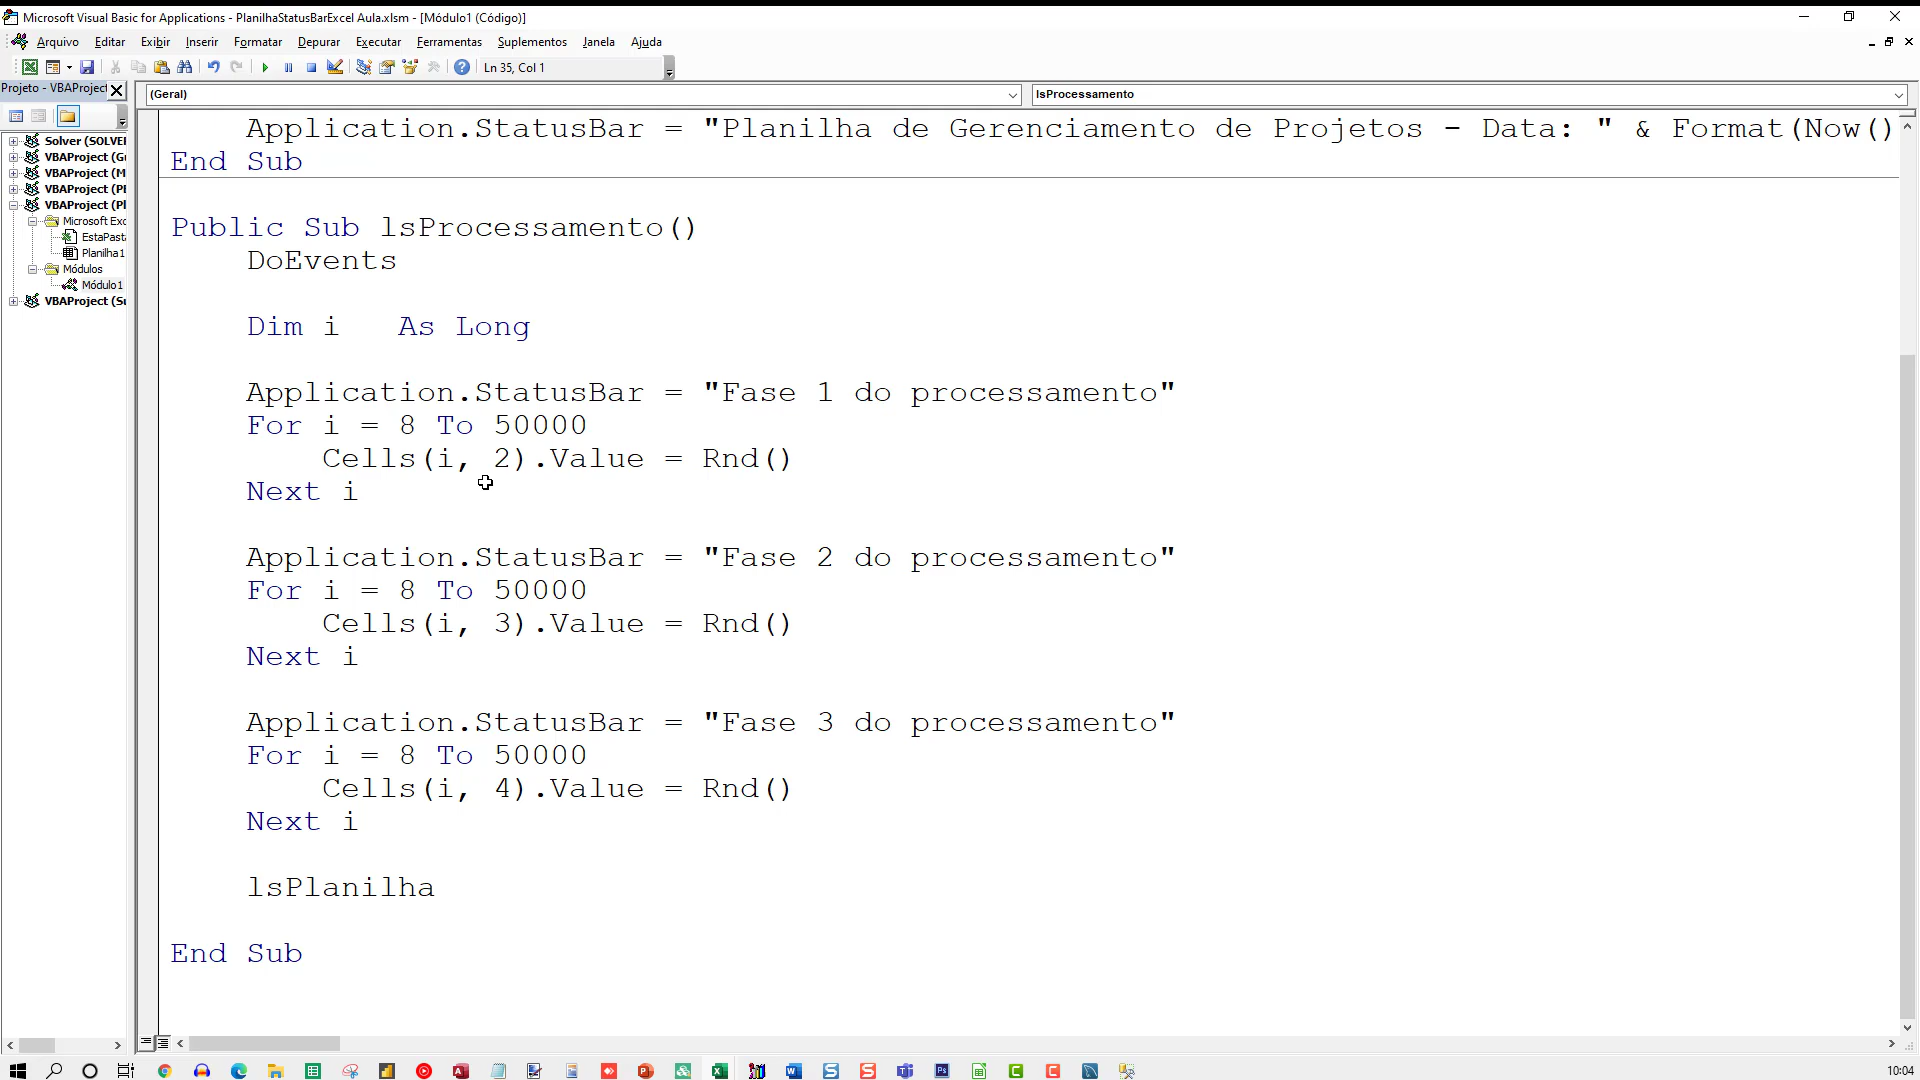 Microsoft Visual Basic for Applications - PlanilhaStatusBarExcel Aula.xlsm - [Módulo1 (Código)]
Arquivo Editar Exibir Inserir Formatar Depurar Executar Ferramentas Suplementos Janela Ajuda
Ln 35, Col 1
Projeto - VBAProject
(Geral)
lsProcessamento
Solver (SOLVE
VBAProject (G
VBAProject (M
VBAProject (Pl
VBAProject (Pl
Microsoft Exc
EstaPast
Planilha1
Módulos
Módulo1
VBAProject (Su
Application.StatusBar = "Planilha de Gerenciamento de Projetos - Data: " & Format(Now()
End Sub
Public Sub lsProcessamento()
DoEvents
Dim i As Long
Application.StatusBar = "Fase 1 do processamento"
For i = 8 To 50000
Cells(i, 2).Value = Rnd()
Next i
Application.StatusBar = "Fase 2 do processamento"
For i = 8 To 50000
Cells(i, 3).Value = Rnd()
Next i
Application.StatusBar = "Fase 3 do processamento"
For i = 8 To 50000
Cells(i, 4).Value = Rnd()
Next i
lsPlanilha
End Sub
10:04